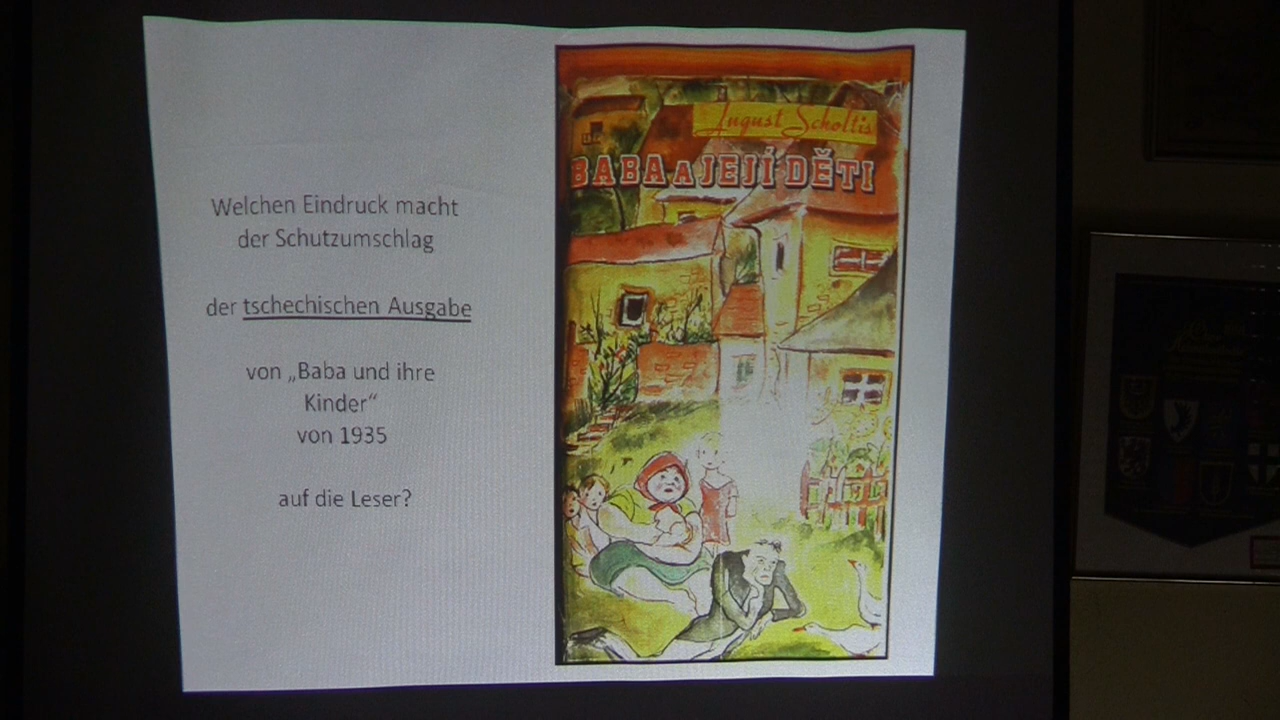 Welchen Eindruck macht
der Schutzumschlag
der tschechischen Ausgabe
von „Baba und ihre
Kinder“
von 1935
auf die Leser?
August Scholtis
BABA A JEJÍ DĚTI